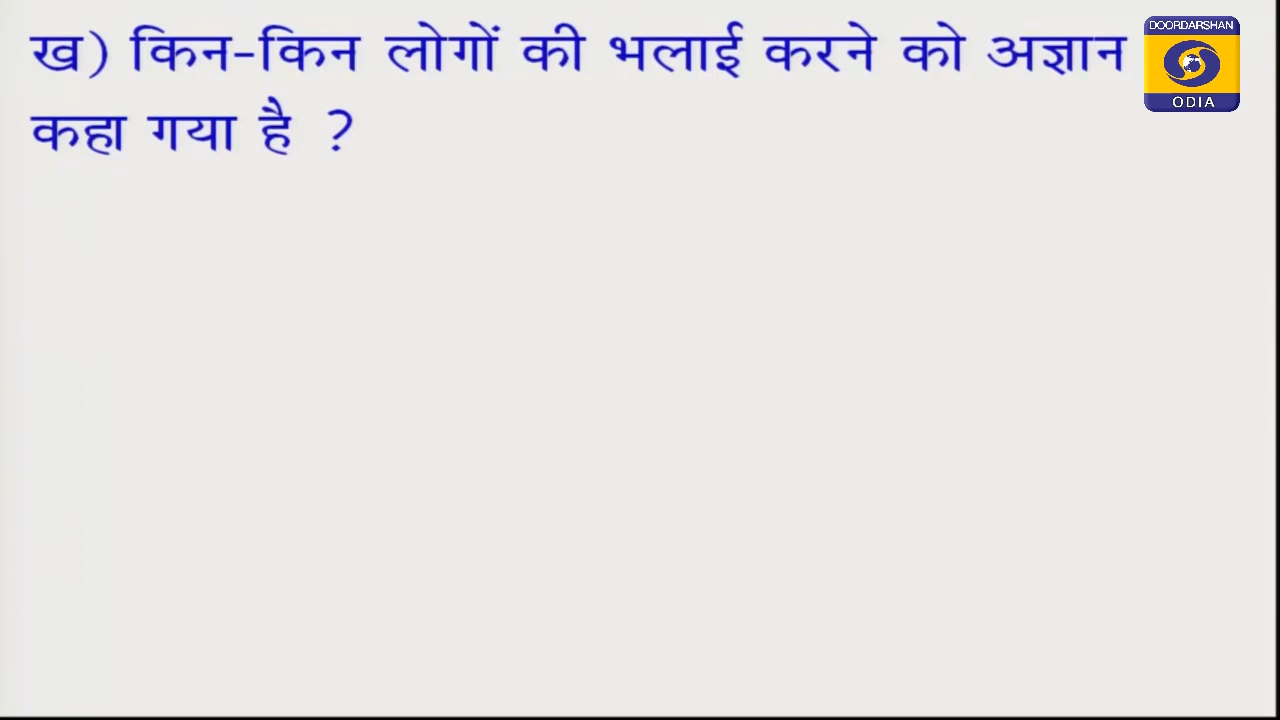 ख) किन-किन लोगों की भलाई करने को अज्ञान
कहा गया है ?
DOORDARSHAN
ODIA